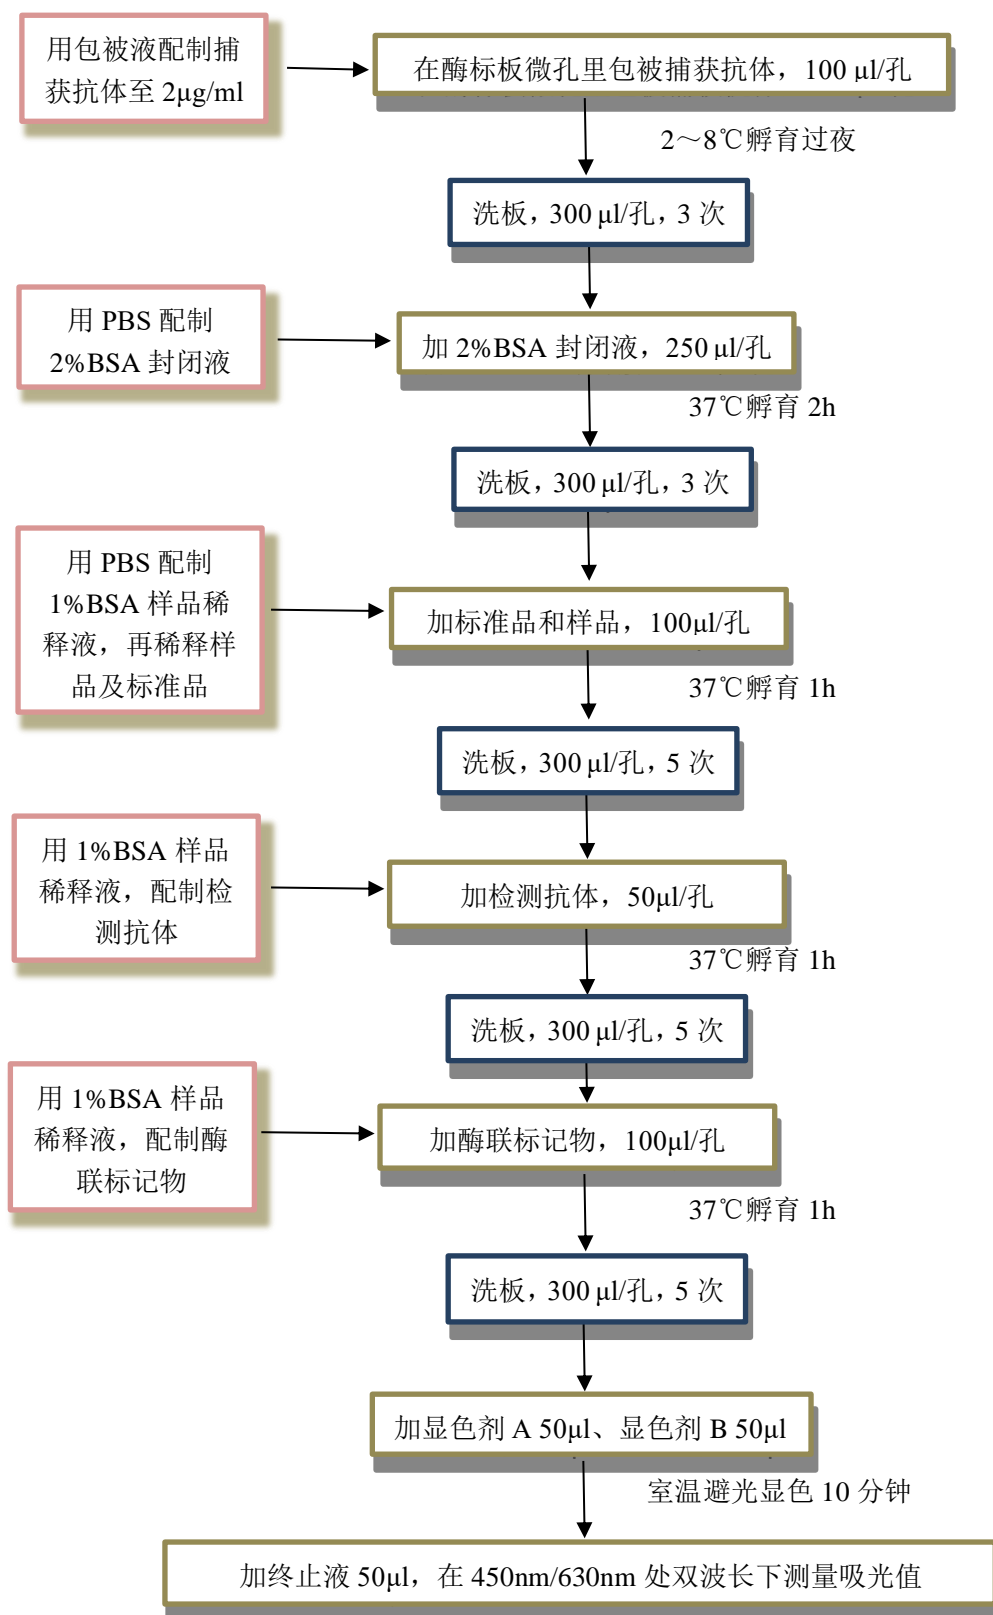 用包被液配制捕
获抗体至 2μg/ml
在酶标板微孔里包被捕获抗体，100 μl/孔
2～8℃孵育过夜
洗板，300 μl/孔，3 次
用 PBS 配制
2%BSA 封闭液
加 2%BSA 封闭液，250 μl/孔
37℃孵育 2h
洗板，300 μl/孔，3 次
用 PBS 配制
1%BSA 样品稀
释液，再稀释样
品及标准品
加标准品和样品，100μl/孔
37℃孵育 1h
洗板，300 μl/孔，5 次
用 1%BSA 样品
稀释液，配制检
测抗体
加检测抗体，50μl/孔
37℃孵育 1h
洗板，300 μl/孔，5 次
用 1%BSA 样品
稀释液，配制酶
联标记物
加酶联标记物，100μl/孔
37℃孵育 1h
洗板，300 μl/孔，5 次
加显色剂 A 50μl、显色剂 B 50μl
室温避光显色 10 分钟
加终止液 50μl，在 450nm/630nm 处双波长下测量吸光值